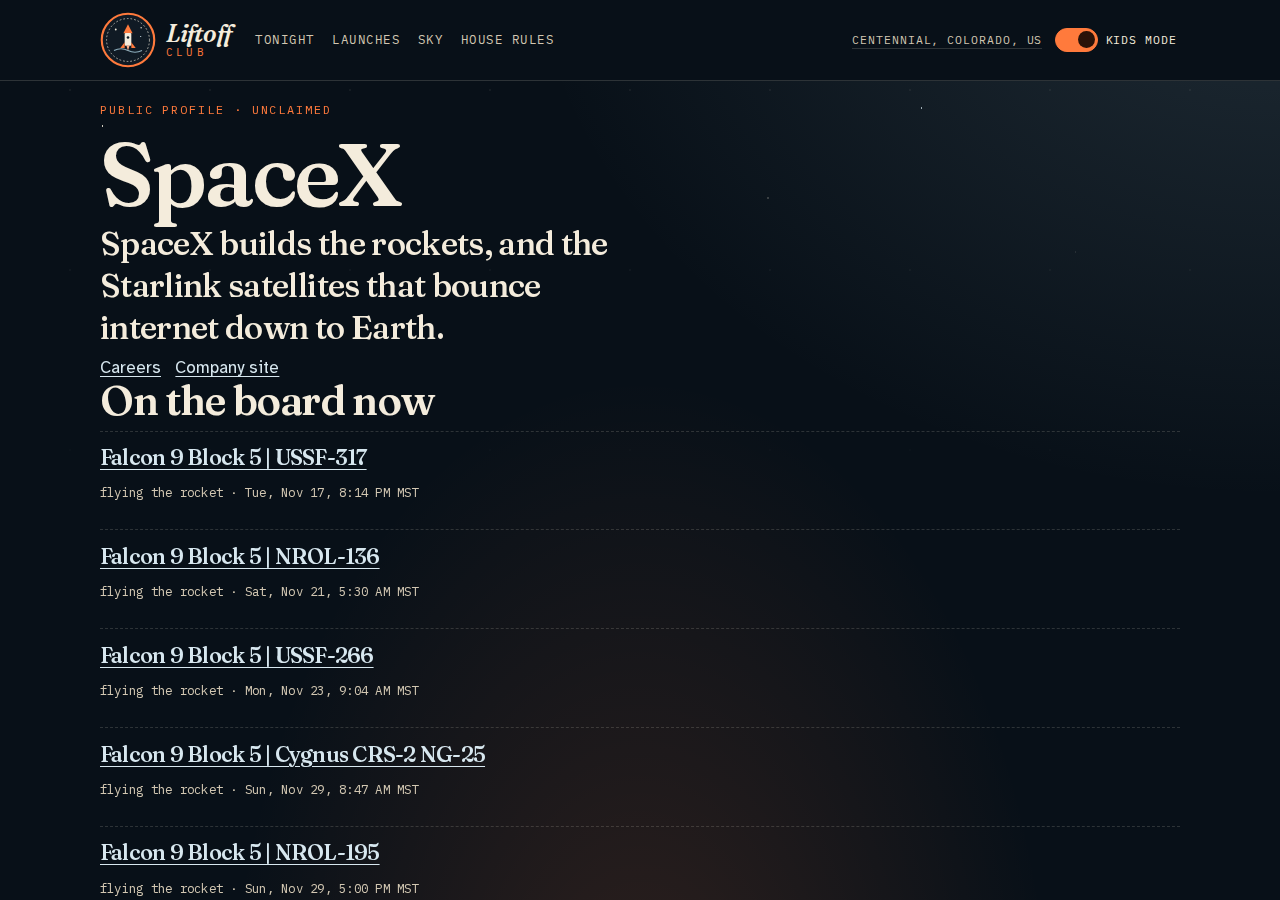 Liftoff
CLUB
TONIGHT LAUNCHES SKY HOUSE RULES
CENTENNIAL, COLORADO, US
KIDS MODE
PUBLIC PROFILE · UNCLAIMED
SpaceX
SpaceX builds the rockets, and the
Starlink satellites that bounce
internet down to Earth.
Careers Company site
On the board now
Falcon 9 Block 5 | USSF-317
flying the rocket · Tue, Nov 17, 8:14 PM MST
Falcon 9 Block 5 | NROL-136
flying the rocket · Sat, Nov 21, 5:30 AM MST
Falcon 9 Block 5 | USSF-266
flying the rocket · Mon, Nov 23, 9:04 AM MST
Falcon 9 Block 5 | Cygnus CRS-2 NG-25
flying the rocket · Sun, Nov 29, 8:47 AM MST
Falcon 9 Block 5 | NROL-195
flying the rocket · Sun, Nov 29, 5:00 PM MST